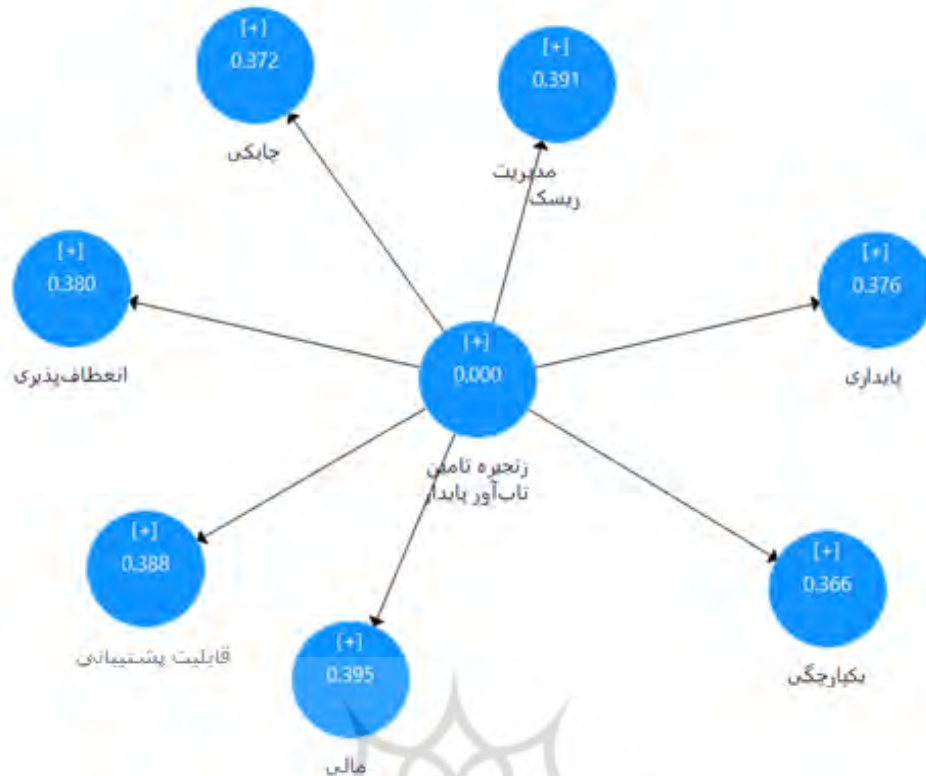 [+]
0.372
چابکی
[+]
0.391
مدیریت
ریسک
[+]
0.380
انعطاف‌پذیری
[+]
0.376
پایداری
[+]
0.000
زنجیره تامین
تاب‌آور پایدار
[+]
0.388
قابلیت پشتیبانی
[+]
0.395
مالی
[+]
0.366
یکپارچگی